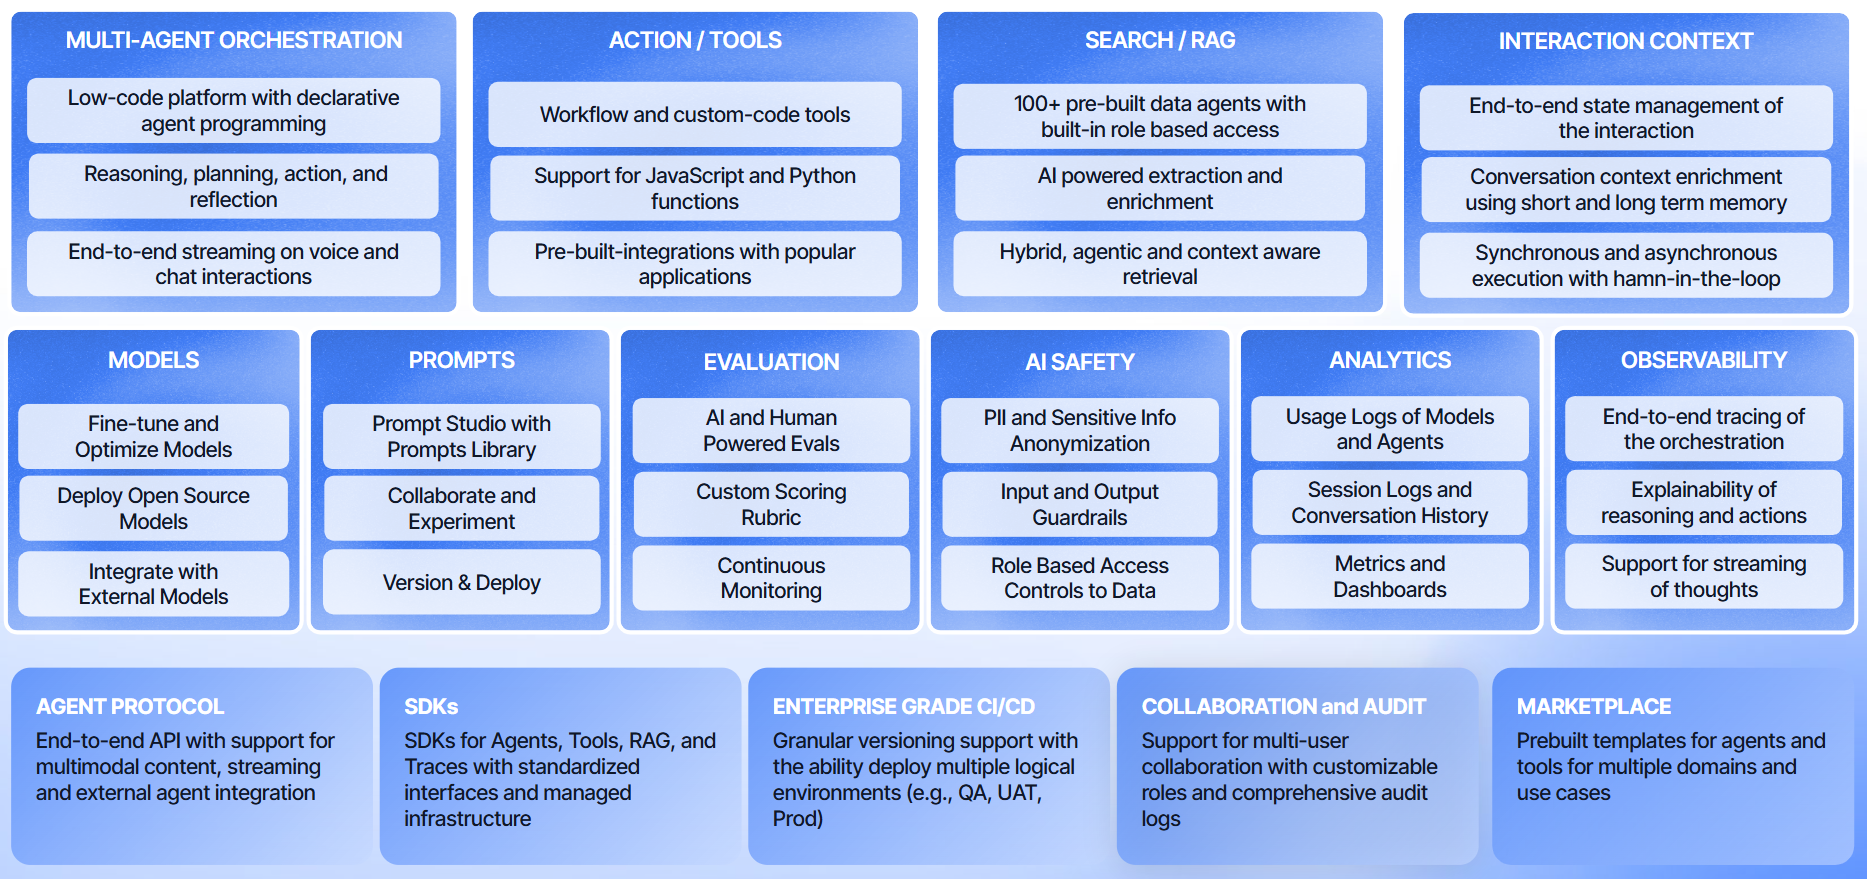 MULTI-AGENT ORCHESTRATION
Low-code platform with declarative
agent programming
Reasoning, planning, action, and
reflection
End-to-end streaming on voice and
chat interactions
ACTION / TOOLS
Workflow and custom-code tools
Support for JavaScript and Python
functions
Pre-built-integrations with popular
applications
SEARCH / RAG
100+ pre-built data agents with
built-in role based access
AI powered extraction and
enrichment
Hybrid, agentic and context aware
retrieval
INTERACTION CONTEXT
End-to-end state management of
the interaction
Conversation context enrichment
using short and long term memory
Synchronous and asynchronous
execution with hamn-in-the-loop
MODELS
Fine-tune and
Optimize Models
Deploy Open Source
Models
Integrate with
External Models
PROMPTS
Prompt Studio with
Prompts Library
Collaborate and
Experiment
Version & Deploy
EVALUATION
AI and Human
Powered Evals
Custom Scoring
Rubric
Continuous
Monitoring
AI SAFETY
PII and Sensitive Info
Anonymization
Input and Output
Guardrails
Role Based Access
Controls to Data
ANALYTICS
Usage Logs of Models
and Agents
Session Logs and
Conversation History
Metrics and
Dashboards
OBSERVABILITY
End-to-end tracing of
the orchestration
Explainability of
reasoning and actions
Support for streaming
of thoughts
AGENT PROTOCOL
End-to-end API with support for
multimodal content, streaming
and external agent integration
SDKs
SDKs for Agents, Tools, RAG, and
Traces with standardized
interfaces and managed
infrastructure
ENTERPRISE GRADE CI/CD
Granular versioning support with
the ability deploy multiple logical
environments (e.g., QA, UAT,
Prod)
COLLABORATION and AUDIT
Support for multi-user
collaboration with customizable
roles and comprehensive audit
logs
MARKETPLACE
Prebuilt templates for agents and
tools for multiple domains and
use cases